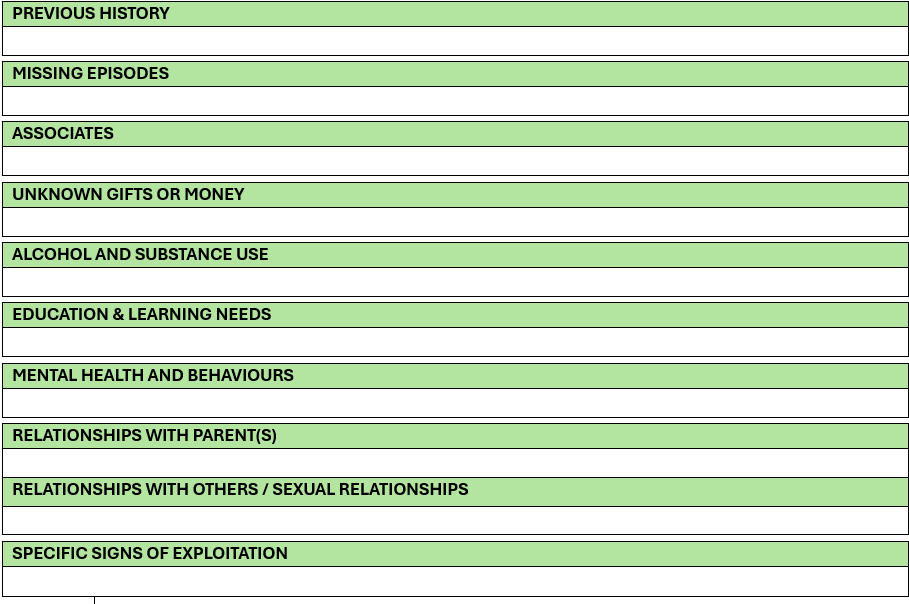 PREVIOUS HISTORY
MISSING EPISODES
ASSOCIATES
UNKNOWN GIFTS OR MONEY
ALCOHOL AND SUBSTANCE USE
EDUCATION & LEARNING NEEDS
MENTAL HEALTH AND BEHAVIOURS
RELATIONSHIPS WITH PARENT(S)
RELATIONSHIPS WITH OTHERS / SEXUAL RELATIONSHIPS
SPECIFIC SIGNS OF EXPLOITATION